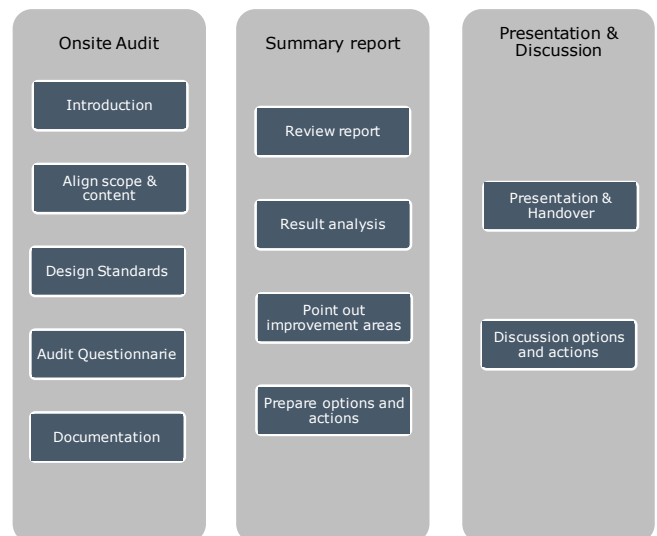 Onsite Audit
Introduction
Align scope &
content
Design Standards
Audit Questionnarie
Documentation
Summary report
Review report
Result analysis
Point out
improvement areas
Prepare options and
actions
Presentation &
Discussion
Presentation &
Handover
Discussion options
and actions